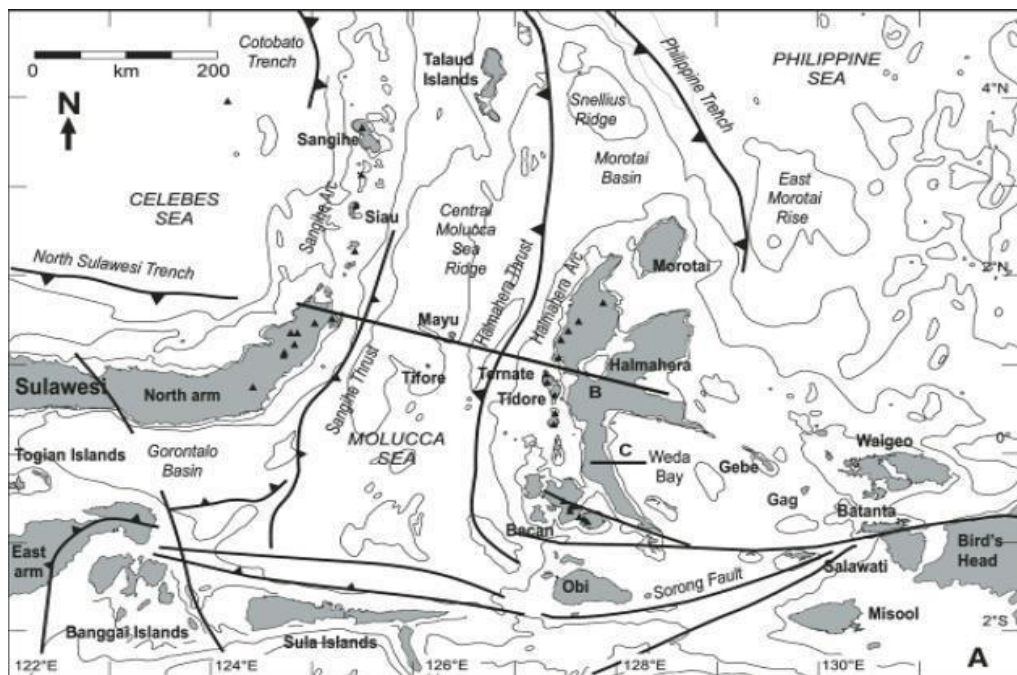 Cotobato
Trench
Talaud
Islands
Philippine Trench
PHILIPPINE
SEA
0
200
km
N
4°N
Snellius
Ridge
Sangihe
Morotai
Basin
East
Morotai
Rise
CELEBES
SEA
Sangihe Arc
Siau
Central
Molucca
Sea
Ridge
Halmahera Thrust
Halmahera Arc
Morotai
North Sulawesi Trench
2°N
Mayu
Sangihe Thrust
Tifore
Ternate
Tidore
Halmahera
B
Sulawesi
North arm
MOLUCCA
SEA
0°
Togian Islands
Gorontalo
Basin
C
Weda
Bay
Gebe
Waigeo
Gag
Batanta
Bacan
East
arm
Bird's
Head
Salawati
Obi
Sorong Fault
Misool
Banggai Islands
Sula Islands
2°S
122°E
124°E
126°E
128°E
130°E
A